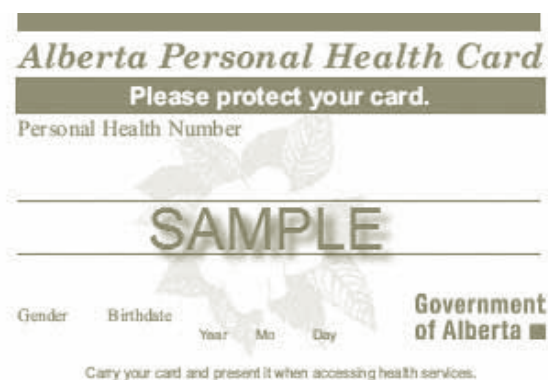 Alberta Personal Health Card
Please protect your card.
Personal Health Number
SAMPLE
Gender Birthdate
Year Mo Day
Government
of Alberta
Carry your card and present it when accessing health services.